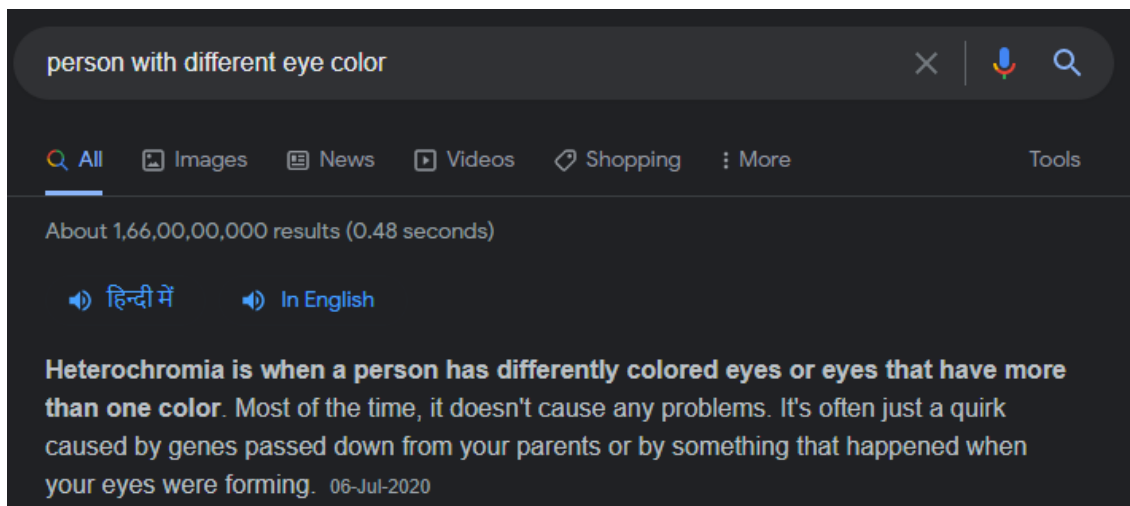 person with different eye color
All Images News Videos Shopping More Tools
About 1,66,00,00,000 results (0.48 seconds)
हिन्दी में In English
Heterochromia is when a person has differently colored eyes or eyes that have more
than one color. Most of the time, it doesn't cause any problems. It's often just a quirk
caused by genes passed down from your parents or by something that happened when
your eyes were forming. 06-Jul-2020